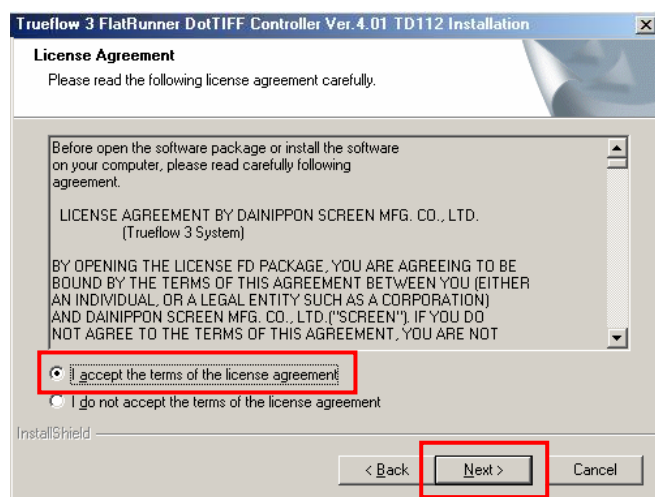 Trueflow 3 FlatRunner DotTIFF Controller Ver.4.01 TD112 Installation
License Agreement
Please read the following license agreement carefully.
Before open the software package or install the software
on your computer, please read carefully following
agreement.
LICENSE AGREEMENT BY DAINIPPON SCREEN MFG. CO., LTD.
(Trueflow 3 System)
BY OPENING THE LICENSE FD PACKAGE, YOU ARE AGREEING TO BE
BOUND BY THE TERMS OF THIS AGREEMENT BETWEEN YOU (EITHER
AN INDIVIDUAL, OR A LEGAL ENTITY SUCH AS A CORPORATION)
AND DAINIPPON SCREEN MFG. CO., LTD.("SCREEN"). IF YOU DO
NOT AGREE TO THE TERMS OF THIS AGREEMENT, YOU ARE NOT
I accept the terms of the license agreement
I do not accept the terms of the license agreement
InstallShield
< Back Next > Cancel